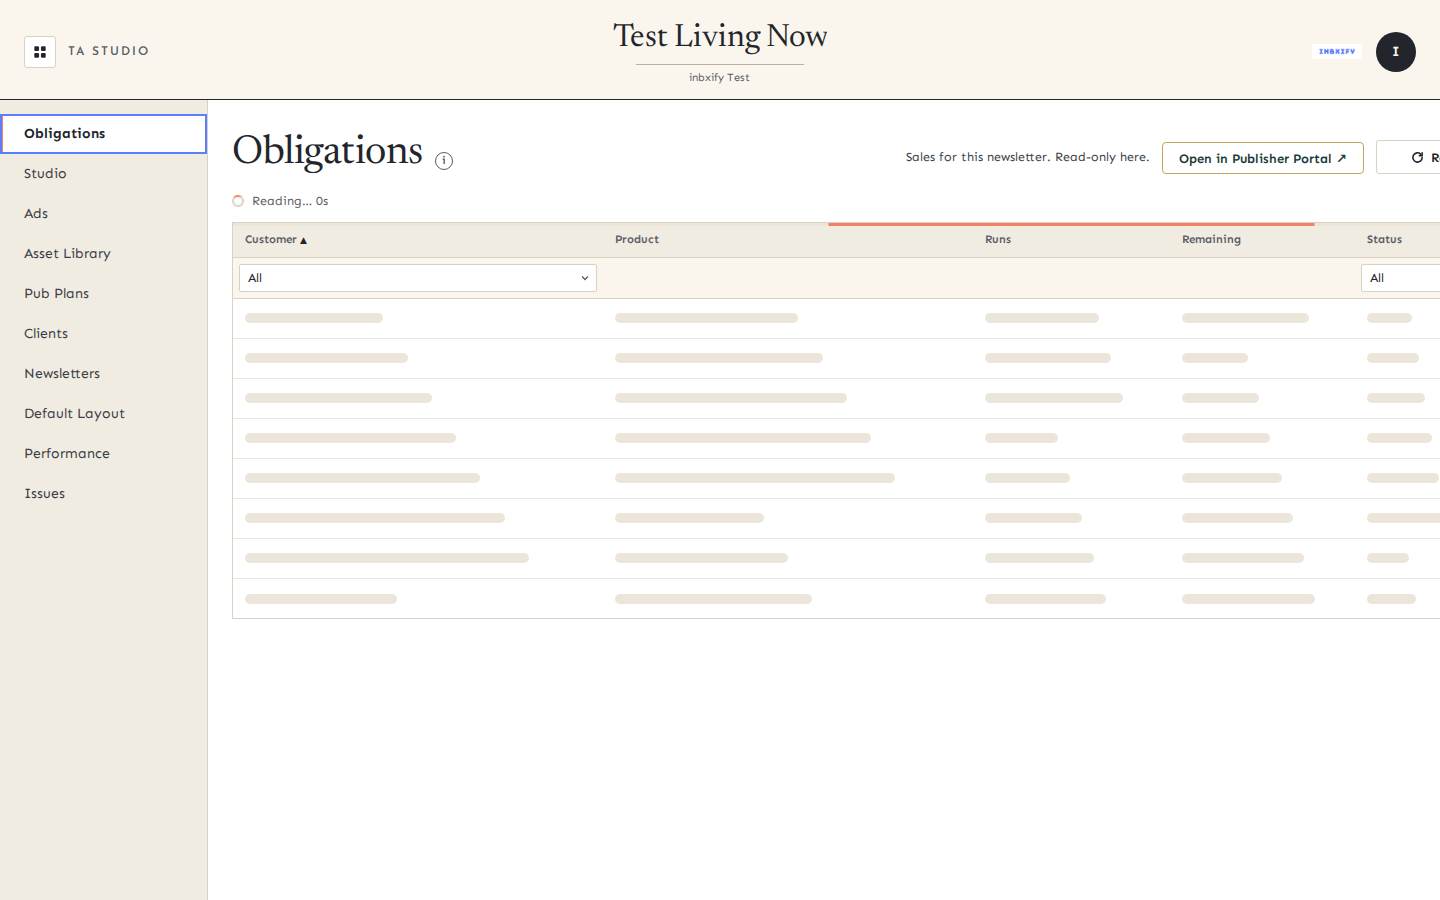 TA STUDIO
Test Living Now
inbxify Test
INBXIFY
I
Obligations
Studio
Ads
Asset Library
Pub Plans
Clients
Newsletters
Default Layout
Performance
Issues
Obligations
i
Sales for this newsletter. Read-only here.
Open in Publisher Portal ↗
Reading... 0s
Customer ▲
Product
Runs
Remaining
Status
All
All